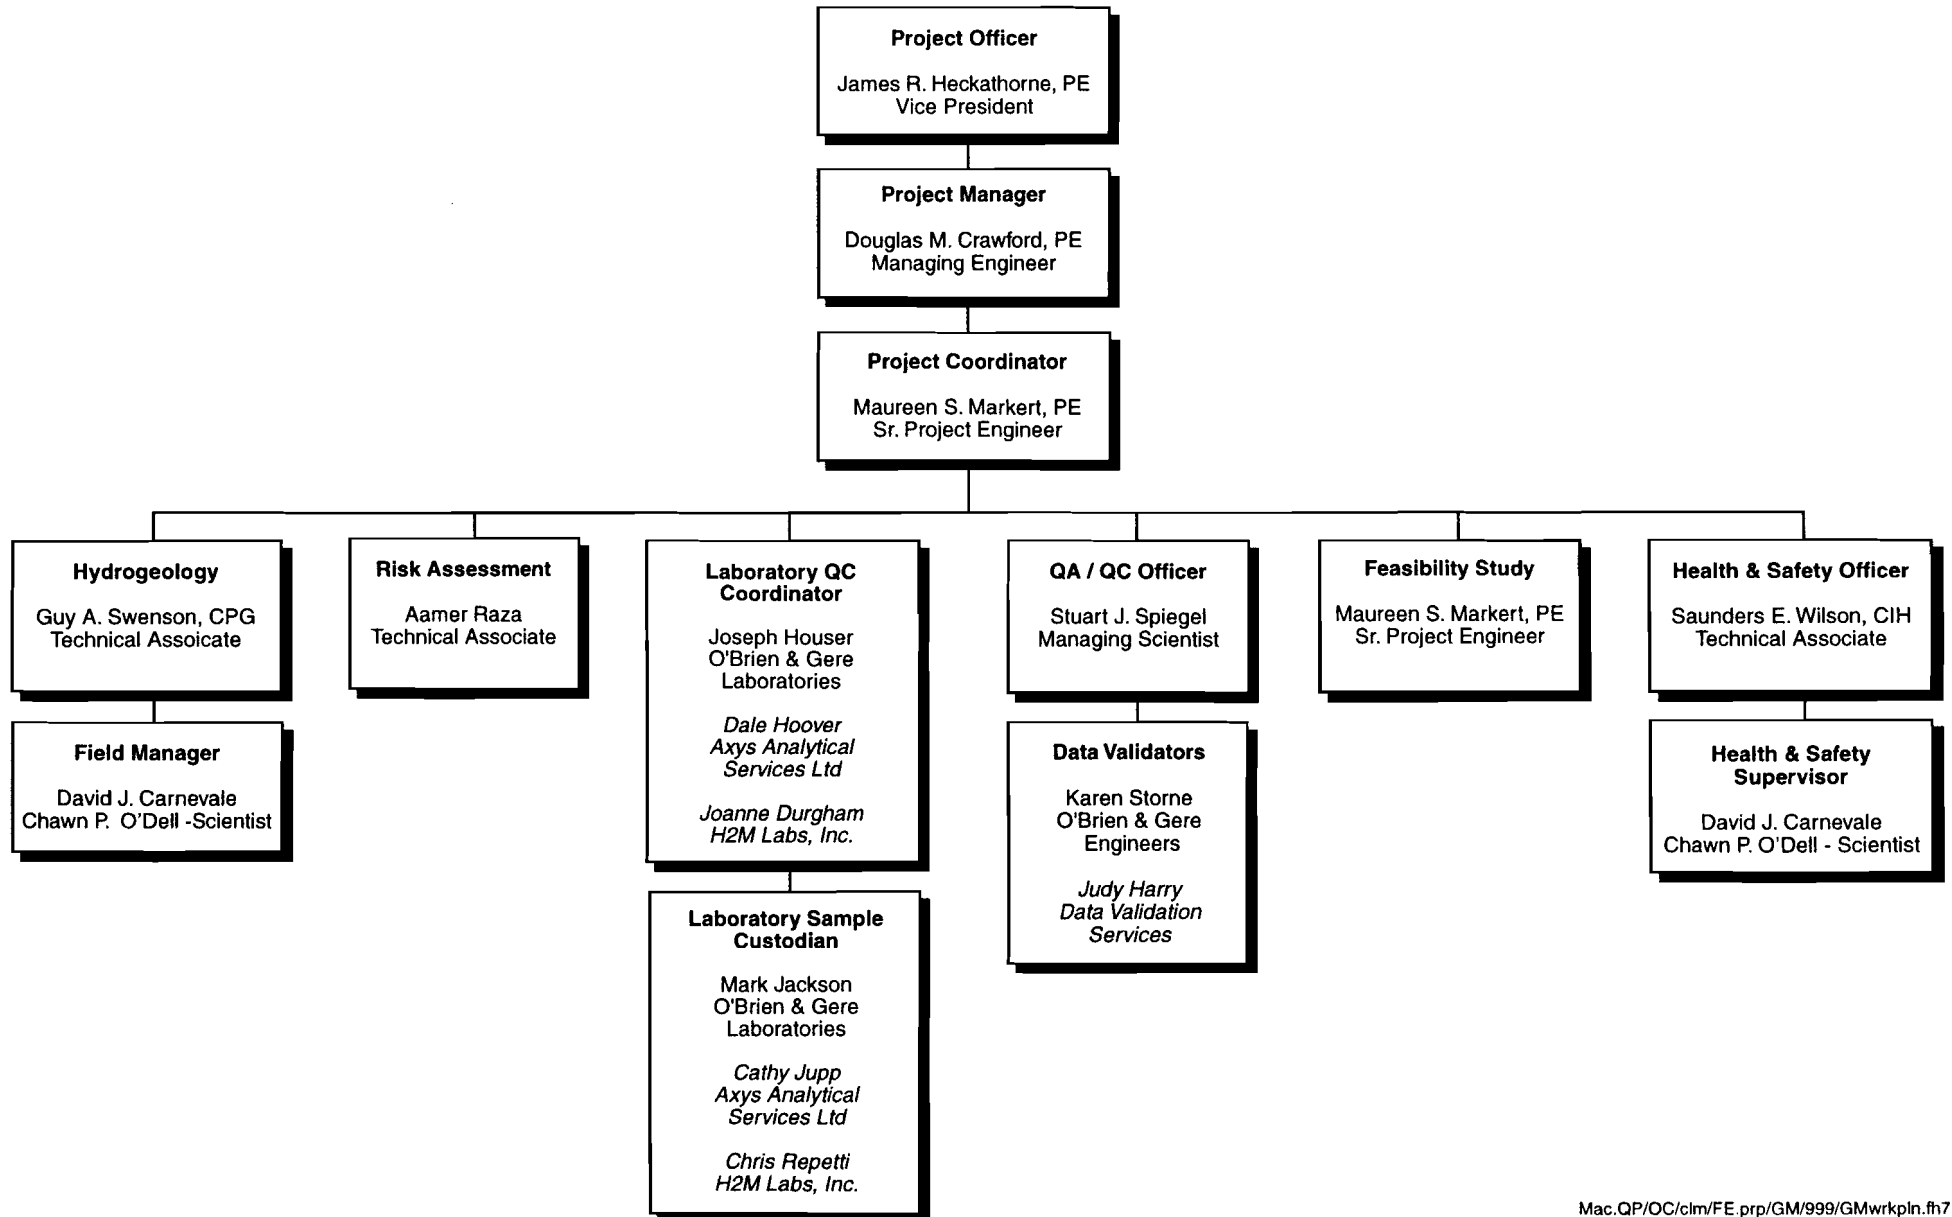 Project Officer
James R. Heckathorne, PE
Vice President
Project Manager
Douglas M. Crawford, PE
Managing Engineer
Project Coordinator
Maureen S. Markert, PE
Sr. Project Engineer
Hydrogeology
Guy A. Swenson, CPG
Technical Assoicate
Field Manager
David J. Carnevale
Chawn P. O'Dell -Scientist
Risk Assessment
Aamer Raza
Technical Associate
Laboratory QC
Coordinator
Joseph Houser
O'Brien & Gere
Laboratories
Dale Hoover
Axys Analytical
Services Ltd
Joanne Durgham
H2M Labs, Inc.
Laboratory Sample
Custodian
Mark Jackson
O'Brien & Gere
Laboratories
Cathy Jupp
Axys Analytical
Services Ltd
Chris Repetti
H2M Labs, Inc.
QA / QC Officer
Stuart J. Spiegel
Managing Scientist
Data Validators
Karen Storne
O'Brien & Gere
Engineers
Judy Harry
Data Validation
Services
Feasibility Study
Maureen S. Markert, PE
Sr. Project Engineer
Health & Safety Officer
Saunders E. Wilson, CIH
Technical Associate
Health & Safety
Supervisor
David J. Carnevale
Chawn P. O'Dell - Scientist
Mac.QP/OC/clm/FE.prp/GM/999/GMwrkpln.fh7